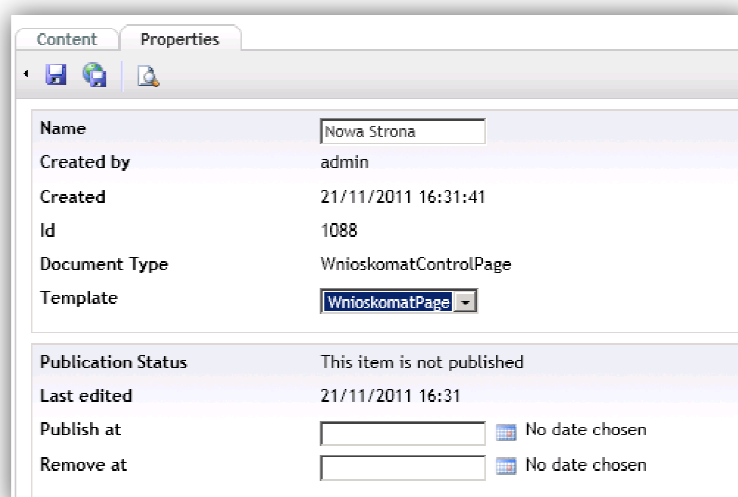 Content Properties
Name Nowa Strona
Created by admin
Created 21/11/2011 16:31:41
Id 1088
Document Type WnioskomatControlPage
Template WnioskomatPage
Publication Status This item is not published
Last edited 21/11/2011 16:31
Publish at No date chosen
Remove at No date chosen